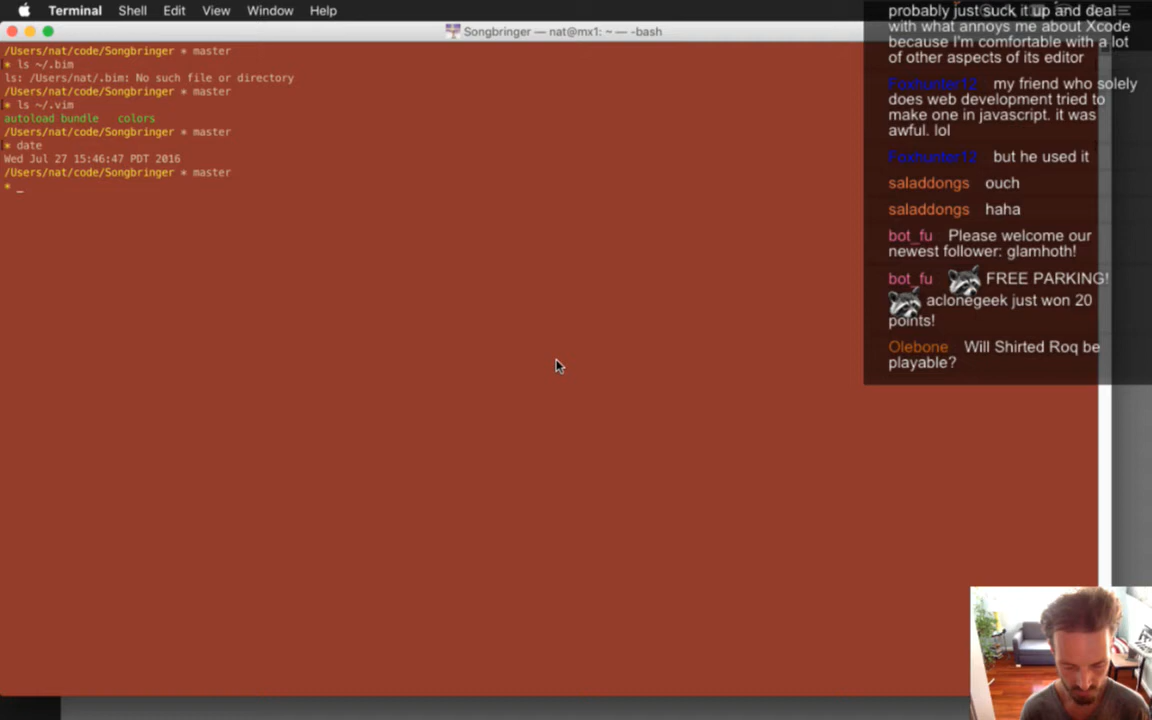 Terminal Shell Edit View Window Help
Songbringer — nat@mx1: ~ — -bash
/Users/nat/code/Songbringer * master
* ls ~/.bim
ls: /Users/nat/.bim: No such file or directory
/Users/nat/code/Songbringer * master
* ls ~/.vim
autoload bundle colors
/Users/nat/code/Songbringer * master
* date
Wed Jul 27 15:46:47 PDT 2016
/Users/nat/code/Songbringer * master
* _
probably just suck it up and deal
with what annoys me about Xcode
because I'm comfortable with a lot
of other aspects of its editor
Foxhunter12 my friend who solely
does web development tried to
make one in javascript. it was
awful. lol
Foxhunter12 but he used it
saladdongs ouch
saladdongs haha
bot_fu Please welcome our
newest follower: glamhoth!
bot_fu FREE PARKING!
aclonegeek just won 20
points!
Olebone Will Shirted Roq be
playable?